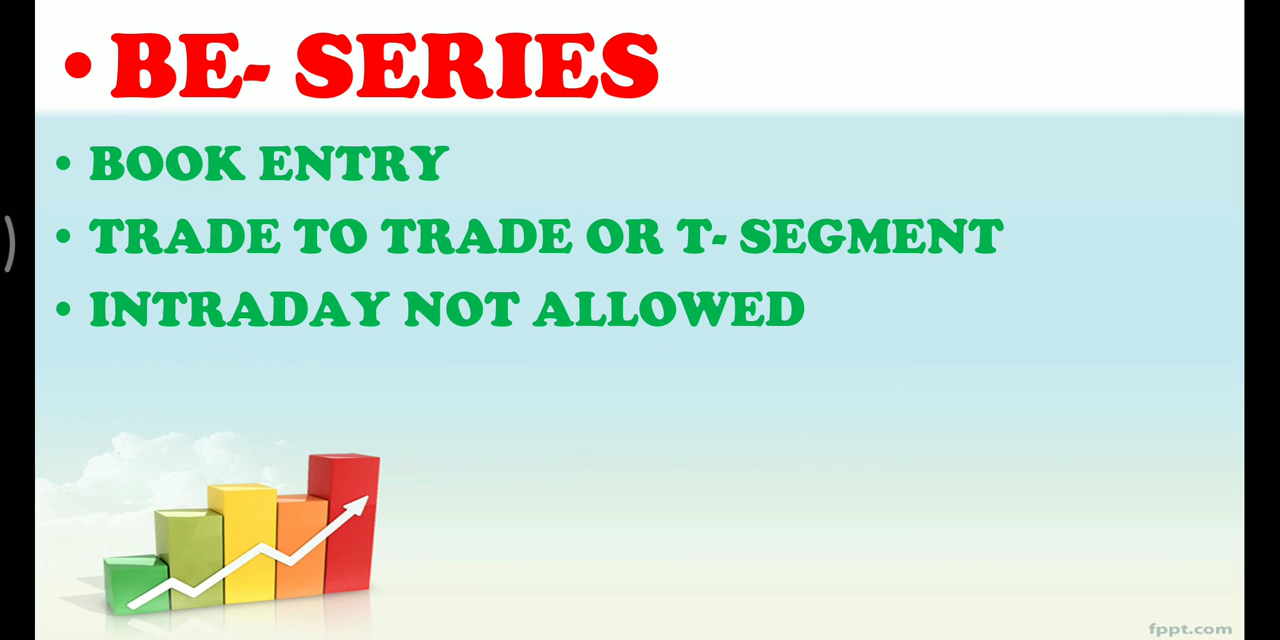 • BE- SERIES
• BOOK ENTRY
• TRADE TO TRADE OR T- SEGMENT
• INTRADAY NOT ALLOWED
fppt.com